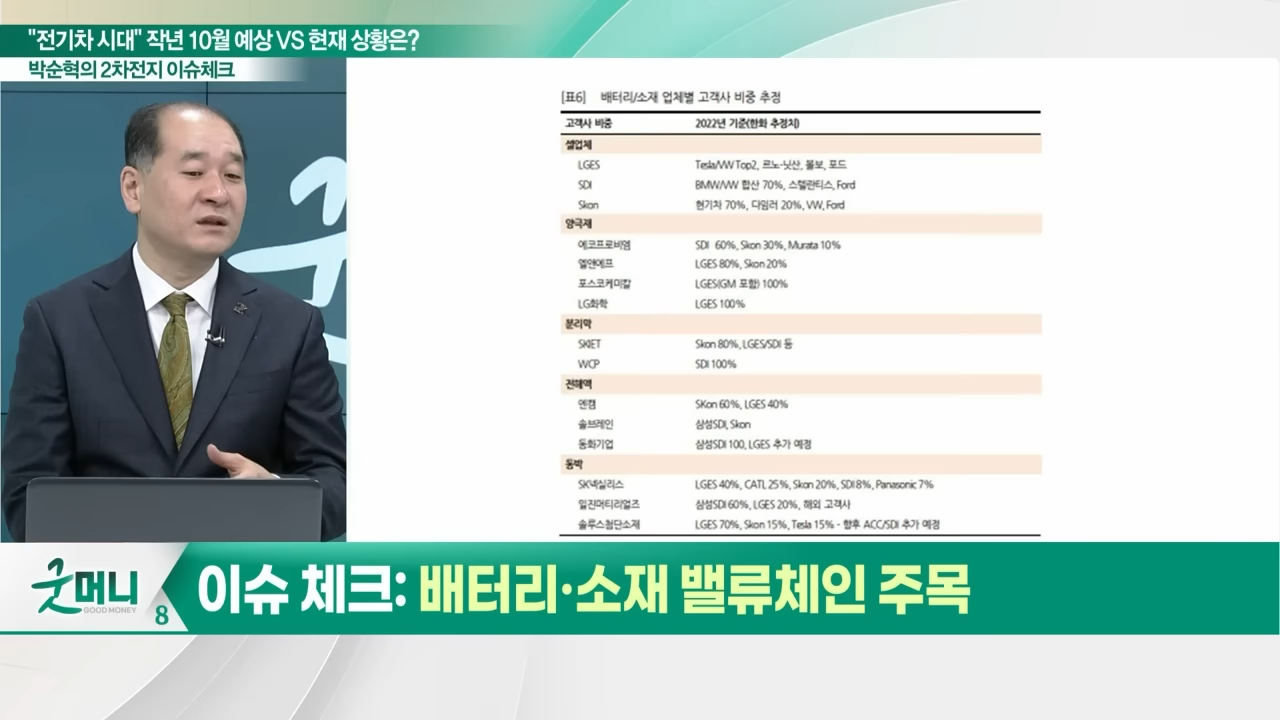 "전기차 시대" 작년 10월 예상 VS 현재 상황은?
박순혁의 2차전지 이슈체크
[표6] 배터리/소재 업체별 고객사 비중 추정
고객사 비중 2022년 기준(한화 추정치)
셀업체
LGES Tesla/VW Top2, 르노-닛산, 볼보, 포드
SDI BMW/VW 합산 70%, 스텔란티스, Ford
Skon 현기차 70%, 다임러 20%, VW, Ford
양극재
에코프로비엠 SDI 60%, Skon 30%, Murata 10%
엘앤에프 LGES 80%, Skon 20%
포스코케미칼 LGES(GM 포함) 100%
LG화학 LGES 100%
분리막
SKIET Skon 80%, LGES/SDI 등
WCP SDI 100%
전해액
엔켐 SKon 60%, LGES 40%
솔브레인 삼성SDI, Skon
동화기업 삼성SDI 100, LGES 추가 예정
동박
SK넥실리스 LGES 40%, CATL 25%, Skon 20%, SDI 8%, Panasonic 7%
일진머티리얼즈 삼성SDI 60%, LGES 20%, 해외 고객사
솔루스첨단소재 LGES 70%, Skon 15%, Tesla 15% - 향후 ACC/SDI 추가 예정
굿머니
GOOD MONEY
8
이슈 체크: 배터리·소재 밸류체인 주목